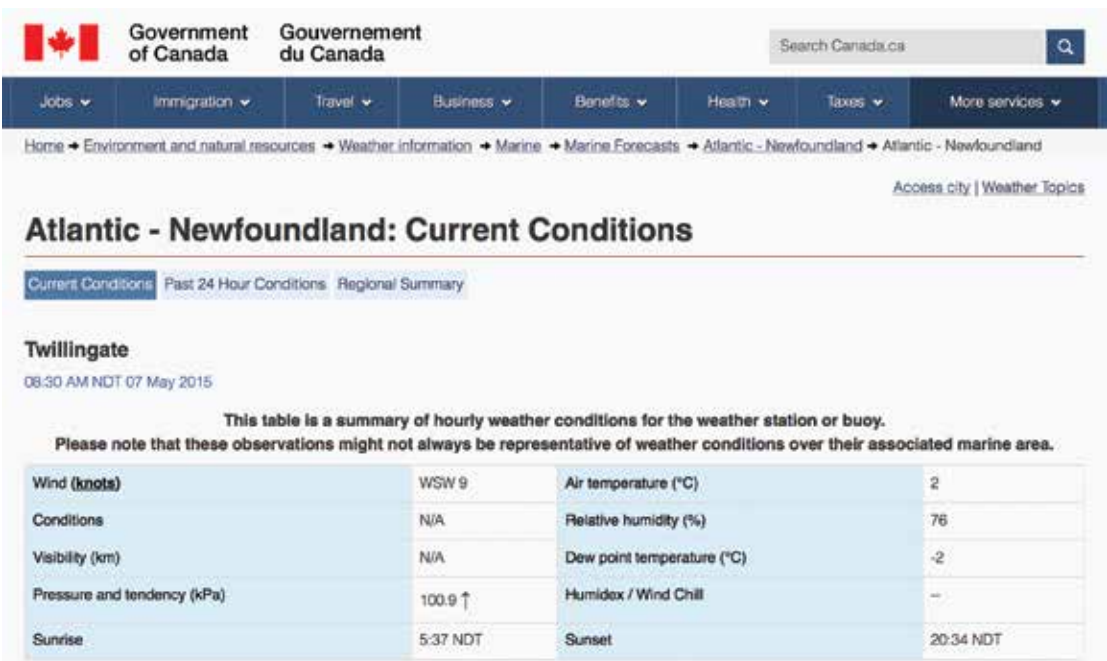 Government of Canada Gouvernement du Canada
Search Canada.ca
Jobs Immigration Travel Business Benefits Health Taxes More services
Home → Environment and natural resources → Weather information → Marine → Marine Forecasts → Atlantic - Newfoundland → Atlantic - Newfoundland
Access city | Weather Topics
Atlantic - Newfoundland: Current Conditions
Current Conditions Past 24 Hour Conditions Regional Summary
Twillingate
08:30 AM NDT 07 May 2015
This table is a summary of hourly weather conditions for the weather station or buoy.
Please note that these observations might not always be representative of weather conditions over their associated marine area.
Wind (knots) WSW 9 Air temperature (°C) 2
Conditions N/A Relative humidity (%) 76
Visibility (km) N/A Dew point temperature (°C) -2
Pressure and tendency (kPa) 100.9 ↑ Humidex / Wind Chill --
Sunrise 5:37 NDT Sunset 20:34 NDT